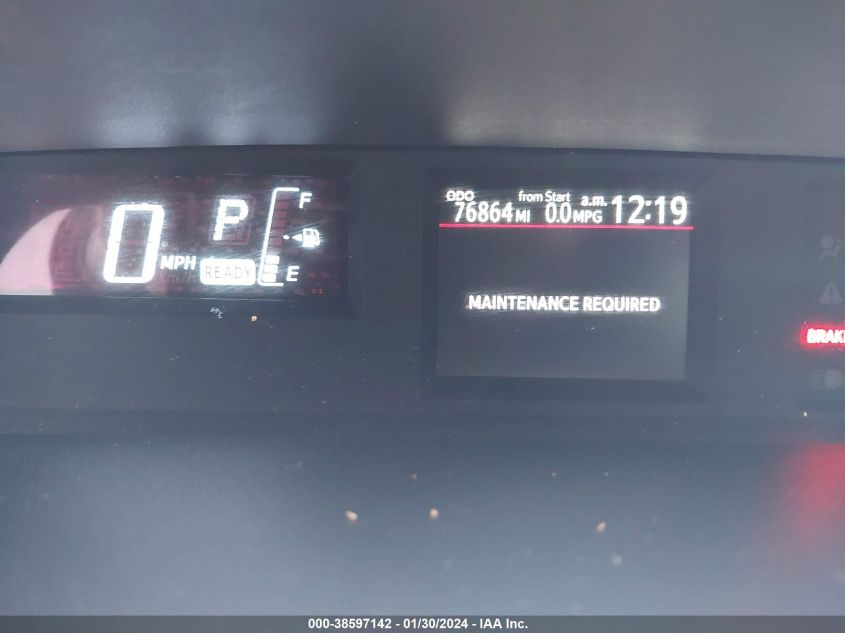 0 MPH
P
READY
F
E
ODO from Start a.m. 12:19
76864 MI 0.0 MPG
MAINTENANCE REQUIRED
000-38597142 - 01/30/2024 - IAA Inc.